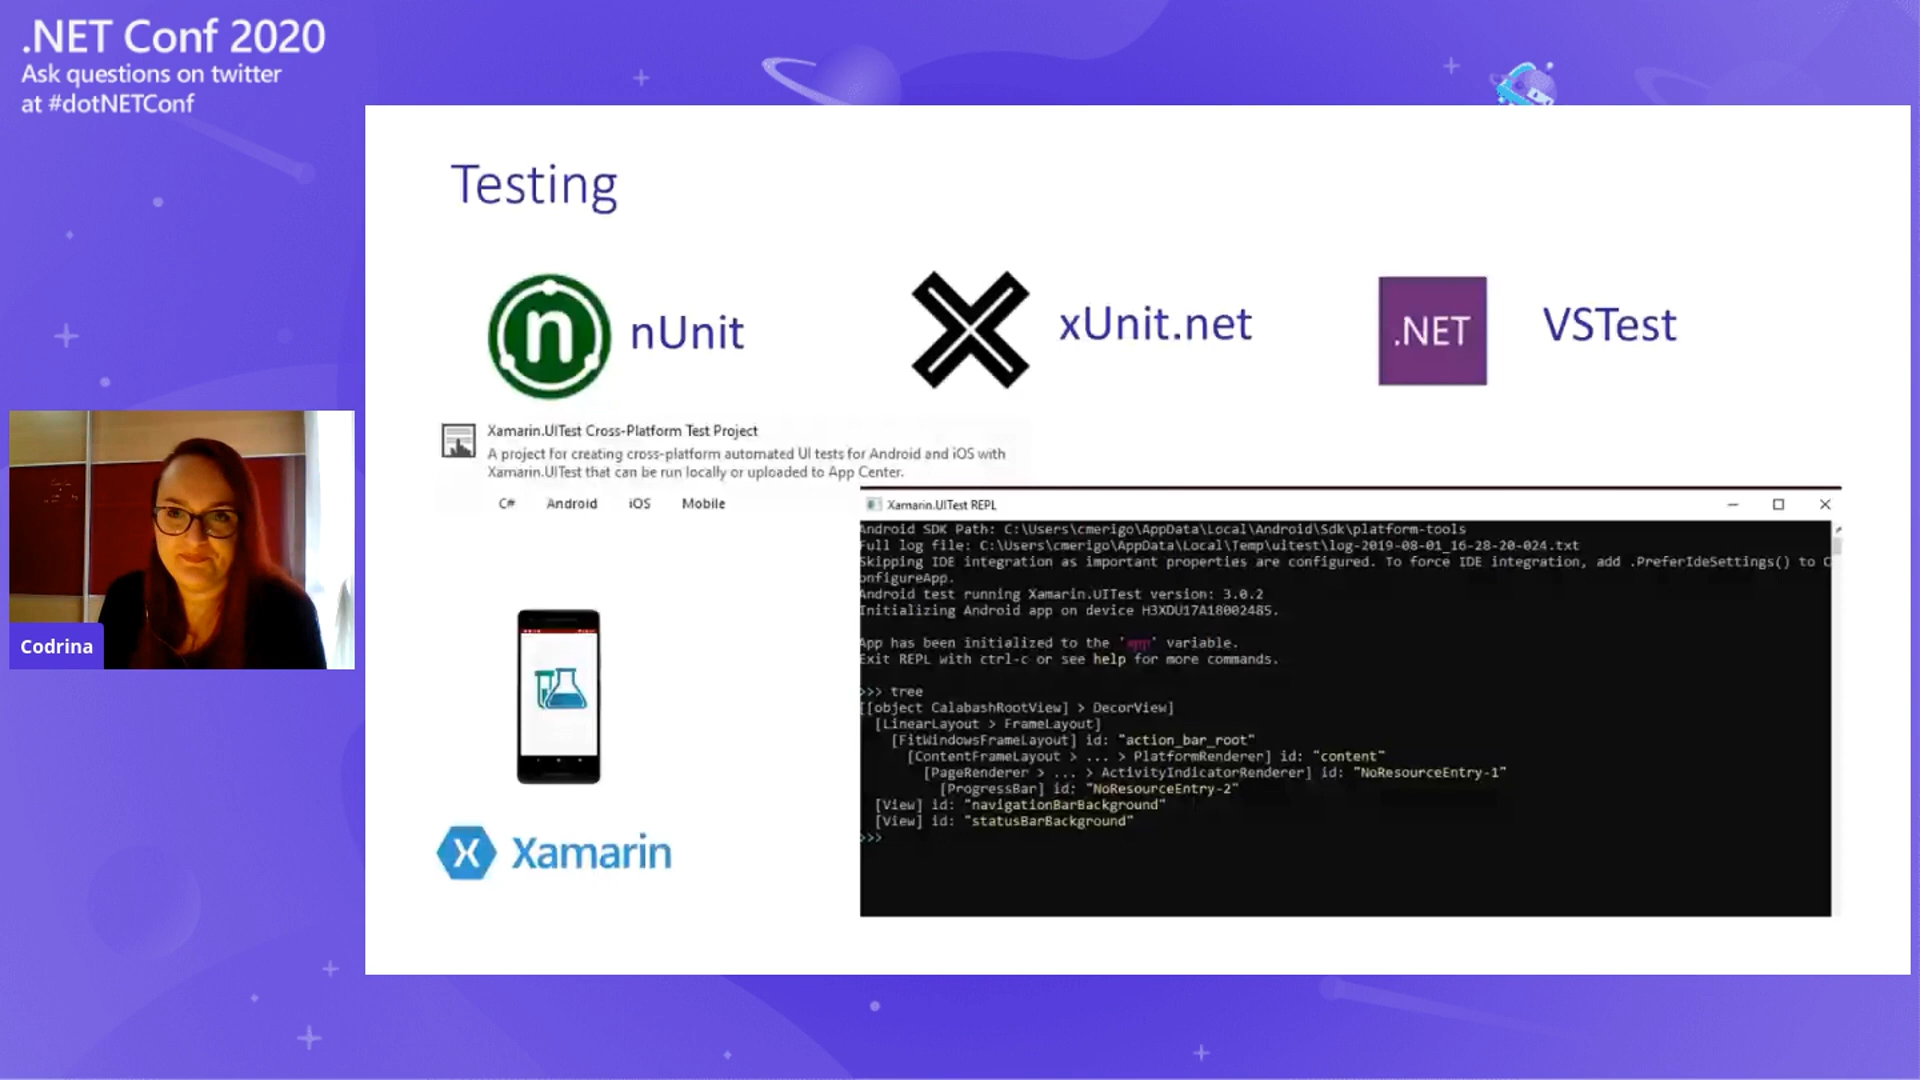 .NET Conf 2020
Ask questions on twitter
at #dotNETConf
Testing
nUnit
xUnit.net
.NET
VSTest
Xamarin.UITest Cross-Platform Test Project
A project for creating cross-platform automated UI tests for Android and iOS with
Xamarin.UITest that can be run locally or uploaded to App Center.
C# Android iOS Mobile
Xamarin.UITest REPL
Android SDK Path: C:\Users\cmerigo\AppData\Local\Android\Sdk\platform-tools
Full log file: C:\Users\cmerigo\AppData\Local\Temp\uitest\log-2019-08-01_16-28-20-024.txt
Skipping IDE integration as important properties are configured. To force IDE integration, add .PreferIdeSettings() to C
onfigureApp.
Android test running Xamarin.UITest version: 3.0.2
Initializing Android app on device H3XDU17A18002485.
App has been initialized to the 'app' variable.
Exit REPL with ctrl-c or see help for more commands.
>>> tree
[[object CalabashRootView] > DecorView]
[LinearLayout > FrameLayout]
[FitWindowsFrameLayout] id: "action_bar_root"
[ContentFrameLayout > ... > PlatformRenderer] id: "content"
[PageRenderer > ... > ActivityIndicatorRenderer] id: "NoResourceEntry-1"
[ProgressBar] id: "NoResourceEntry-2"
[View] id: "navigationBarBackground"
[View] id: "statusBarBackground"
>>>
Codrina
Xamarin